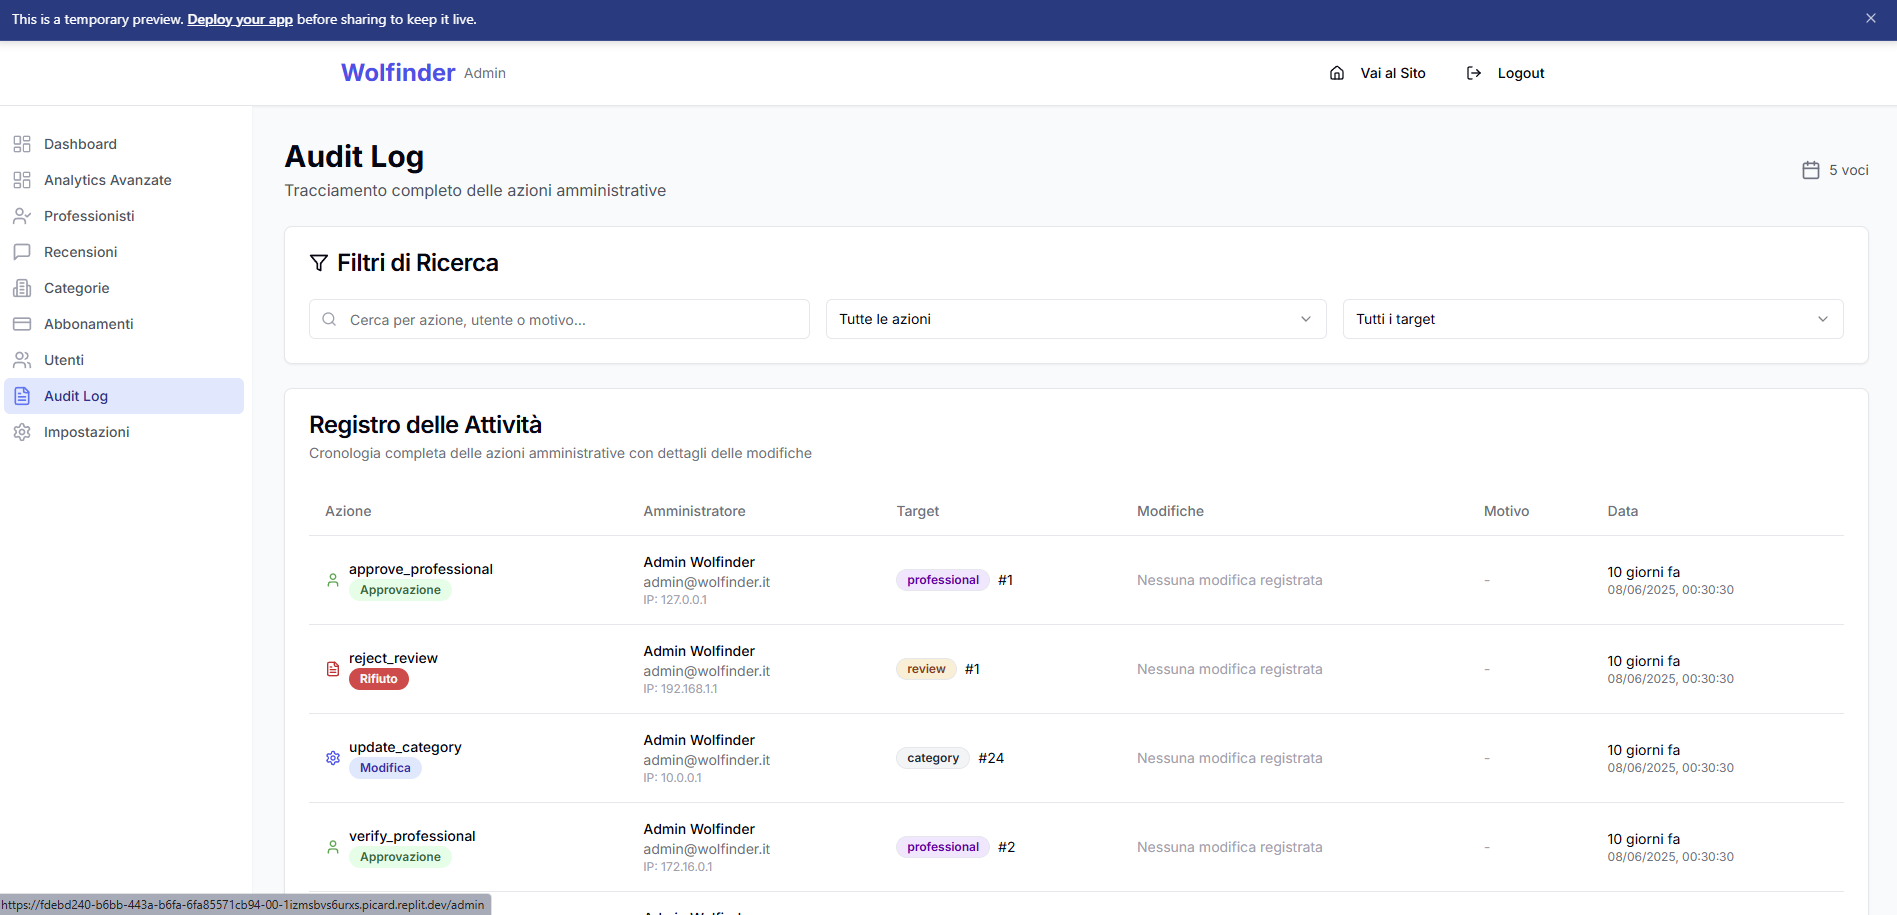 This is a temporary preview. Deploy your app before sharing to keep it live.
Wolfinder Admin
Vai al Sito
Logout
Dashboard
Analytics Avanzate
Professionisti
Recensioni
Categorie
Abbonamenti
Utenti
Audit Log
Impostazioni
Audit Log
Tracciamento completo delle azioni amministrative
5 voci
Filtri di Ricerca
Cerca per azione, utente o motivo...
Tutte le azioni
Tutti i target
Registro delle Attività
Cronologia completa delle azioni amministrative con dettagli delle modifiche
Azione Amministratore Target Modifiche Motivo Data
approve_professional
Approvazione
Admin Wolfinder
admin@wolfinder.it
IP: 127.0.0.1
professional #1
Nessuna modifica registrata
-
10 giorni fa
08/06/2025, 00:30:30
reject_review
Rifiuto
Admin Wolfinder
admin@wolfinder.it
IP: 192.168.1.1
review #1
Nessuna modifica registrata
-
10 giorni fa
08/06/2025, 00:30:30
update_category
Modifica
Admin Wolfinder
admin@wolfinder.it
IP: 10.0.0.1
category #24
Nessuna modifica registrata
-
10 giorni fa
08/06/2025, 00:30:30
verify_professional
Approvazione
Admin Wolfinder
admin@wolfinder.it
IP: 172.16.0.1
professional #2
Nessuna modifica registrata
-
10 giorni fa
08/06/2025, 00:30:30
https://fdebd240-b6bb-443a-b6fa-6fa85571cb94-00-1izmsbvs6urxs.picard.replit.dev/admin